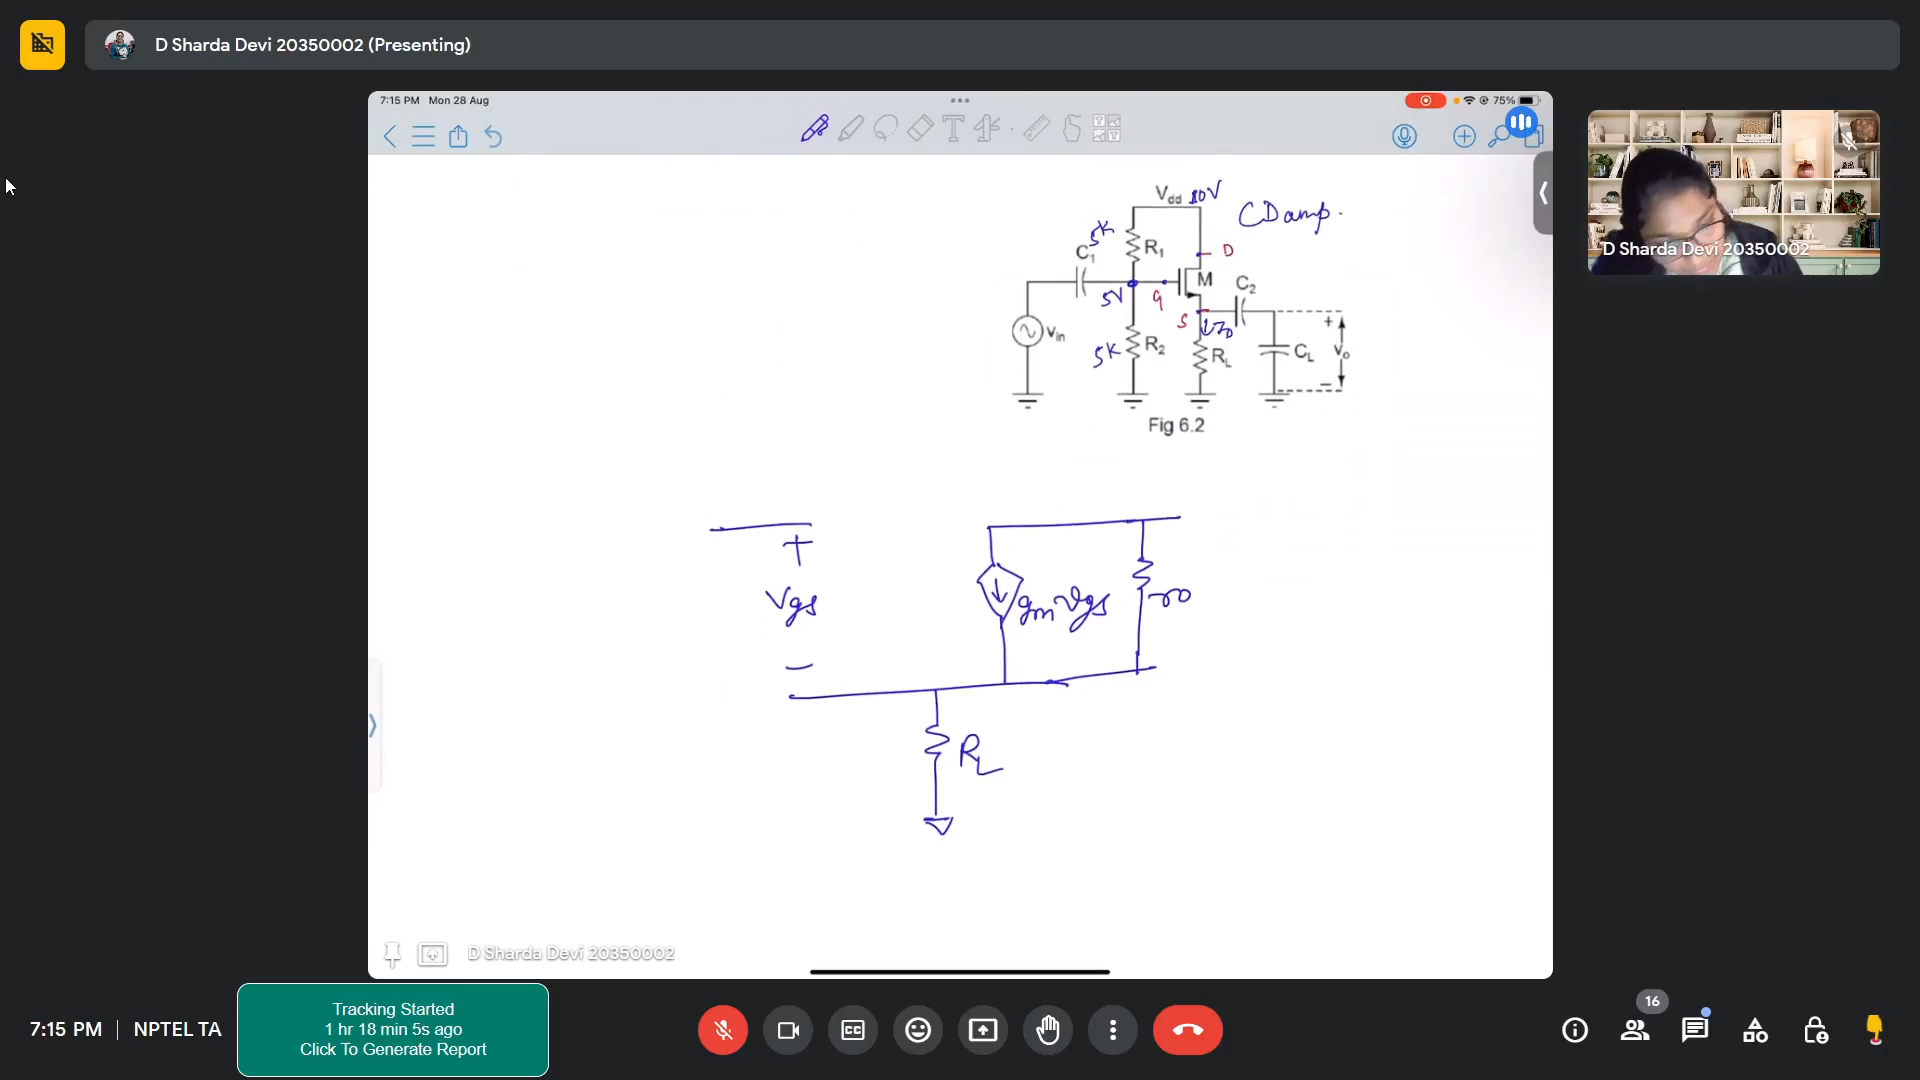 D Sharda Devi 20350002 (Presenting)
7:15 PM Mon 28 Aug
75%
Vdd 10V
CD amp.
5K
C1
R1
D
M
C2
5V
G
S
ID
Vin
5K
R2
RL
CL
+
Vo
−
Fig 6.2
D Sharda Devi 20350002
+
Vgs
gmVgs
ro
−
RL
D Sharda Devi 20350002
Tracking Started
1 hr 18 min 5s ago
Click To Generate Report
7:15 PM | NPTEL TA
16